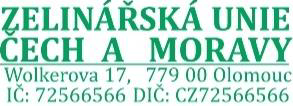 ZELINÁŘSKÁ UNIE
ČECH A MORAVY
Wolkerova 17, 779 00 Olomouc
IČ: 72566566 DIČ: CZ72566566